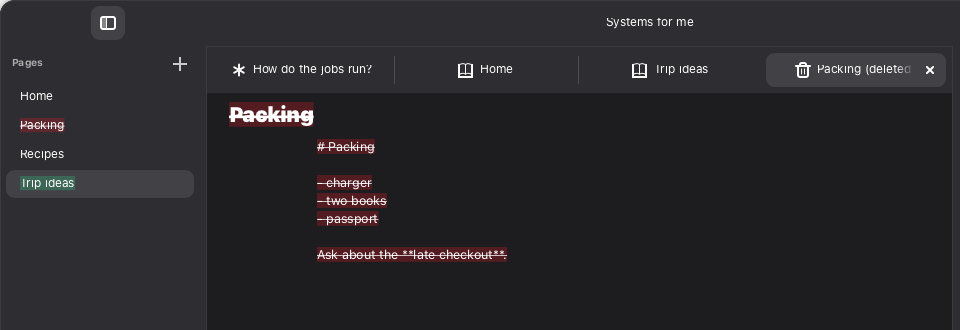 Systems for me
Pages
Home
Packing
Recipes
Trip ideas
How do the jobs run?
Home
Trip ideas
Packing (deleted
Packing
# Packing
- charger
- two books
- passport
Ask about the **late checkout**.